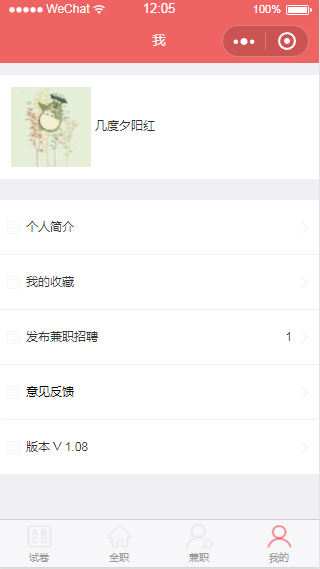 WeChat 12:05 100%
我
几度夕阳红
个人简介
我的收藏
发布兼职招聘 1
意见反馈
版本 V 1.08
A B C D
试卷 全职 兼职 我的